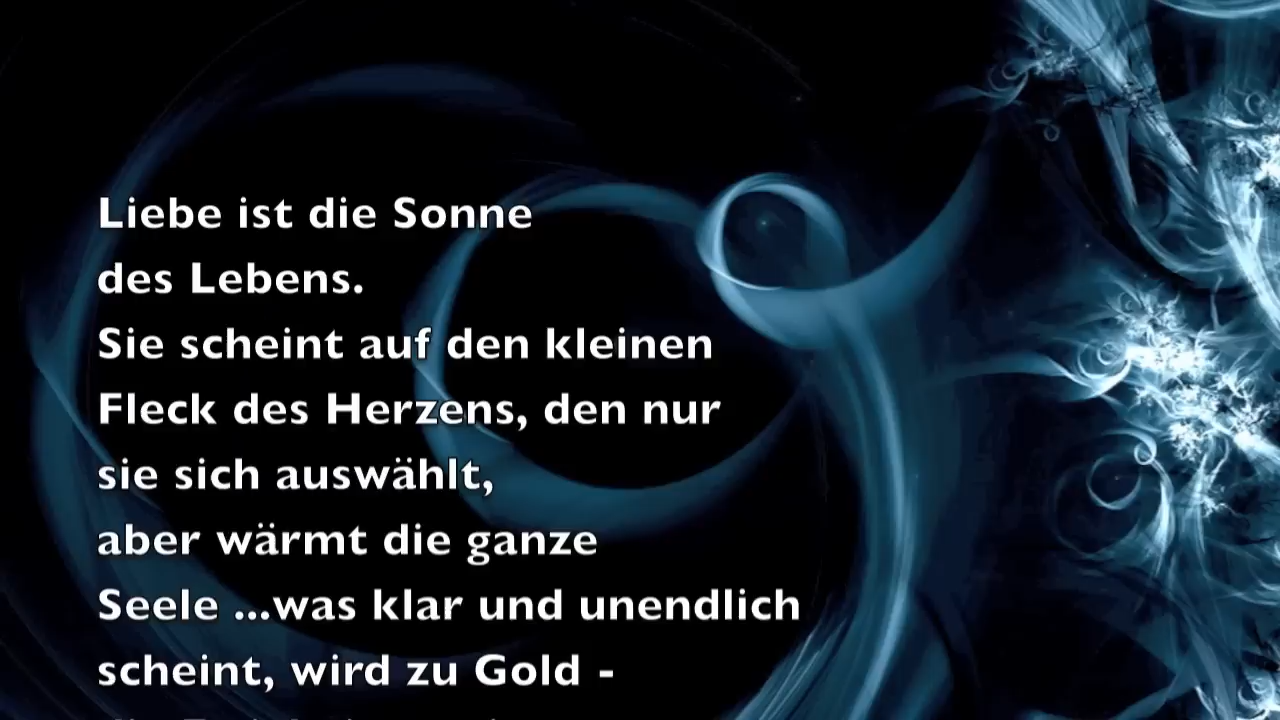 Liebe ist die Sonne
des Lebens.
Sie scheint auf den kleinen
Fleck des Herzens, den nur
sie sich auswählt,
aber wärmt die ganze
Seele ...was klar und unendlich
scheint, wird zu Gold -